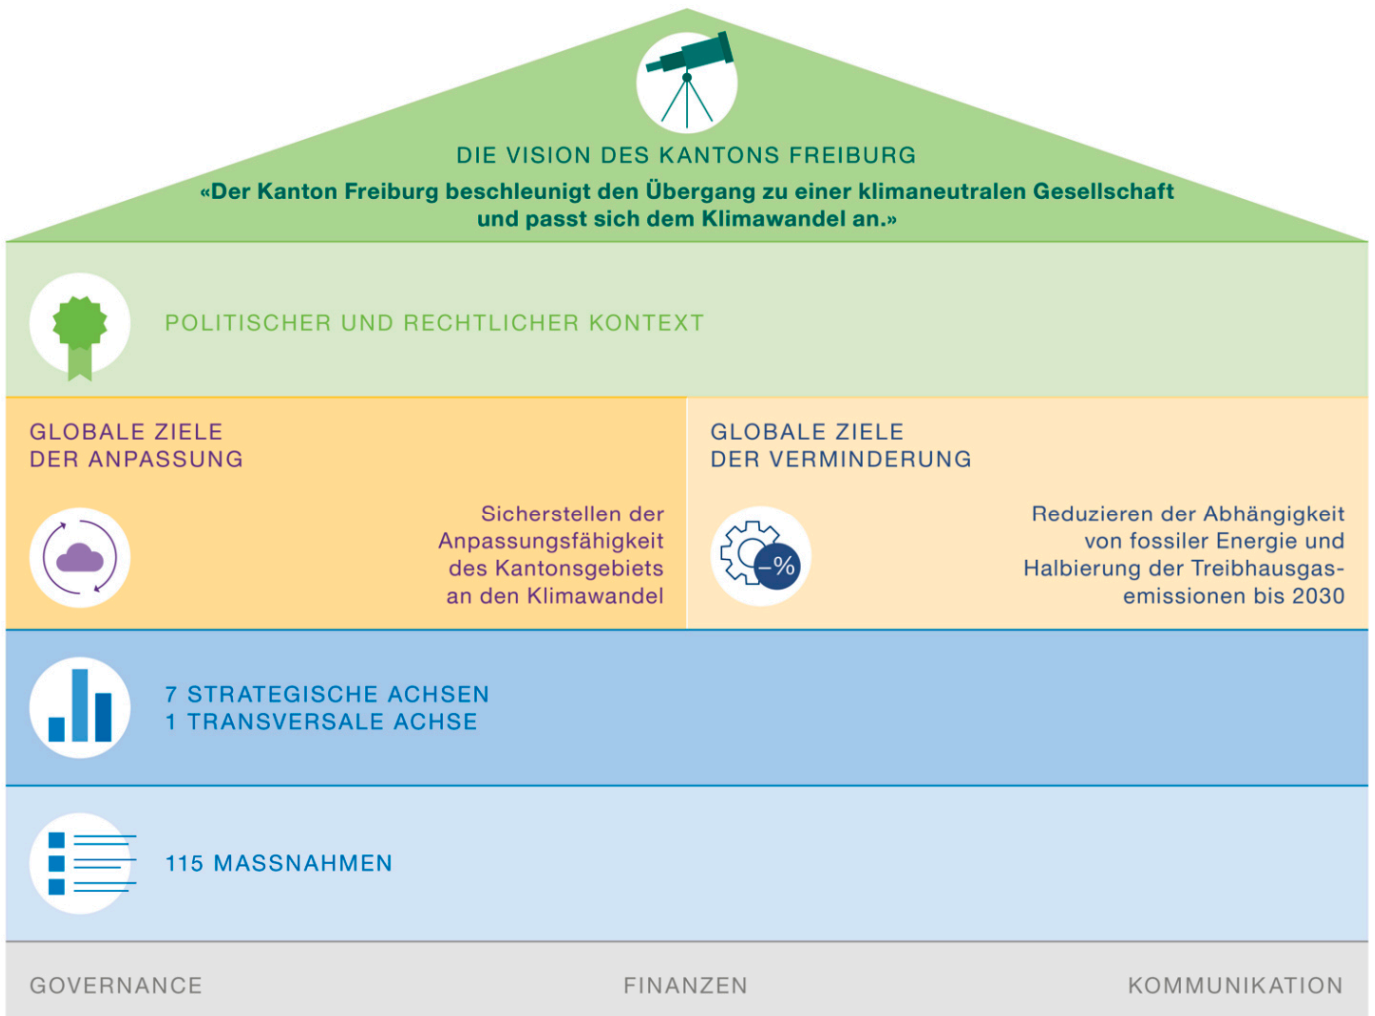 DIE VISION DES KANTONS FREIBURG
«Der Kanton Freiburg beschleunigt den Übergang zu einer klimaneutralen Gesellschaft
und passt sich dem Klimawandel an.»
POLITISCHER UND RECHTLICHER KONTEXT
GLOBALE ZIELE
DER ANPASSUNG
Sicherstellen der
Anpassungsfähigkeit
des Kantonsgebiets
an den Klimawandel
GLOBALE ZIELE
DER VERMINDERUNG
–%
Reduzieren der Abhängigkeit
von fossiler Energie und
Halbierung der Treibhausgas-
emissionen bis 2030
7 STRATEGISCHE ACHSEN
1 TRANSVERSALE ACHSE
115 MASSNAHMEN
GOVERNANCE
FINANZEN
KOMMUNIKATION